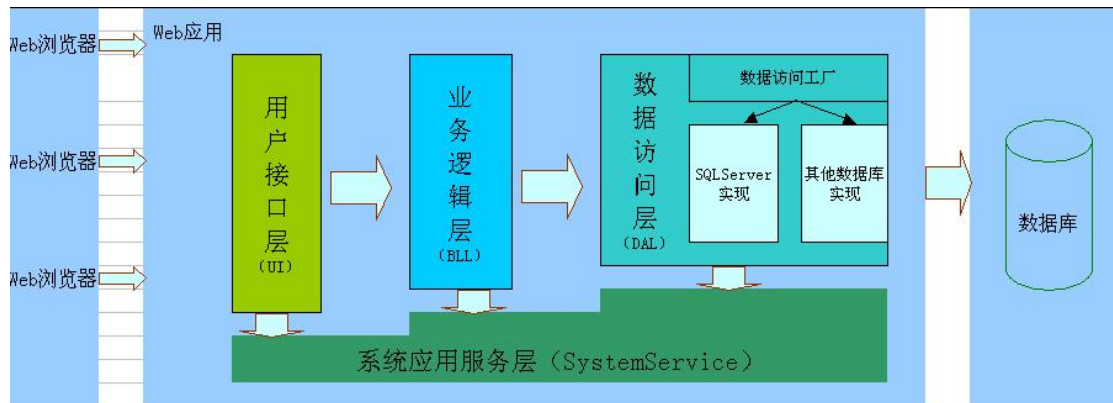 Web应用
Web浏览器
Web浏览器
Web浏览器
用户接口层
(UI)
业务逻辑层
(BLL)
数据访问层
(DAL)
数据访问工厂
SQLServer
实现
其他数据库
实现
数据库
系统应用服务层（SystemService）